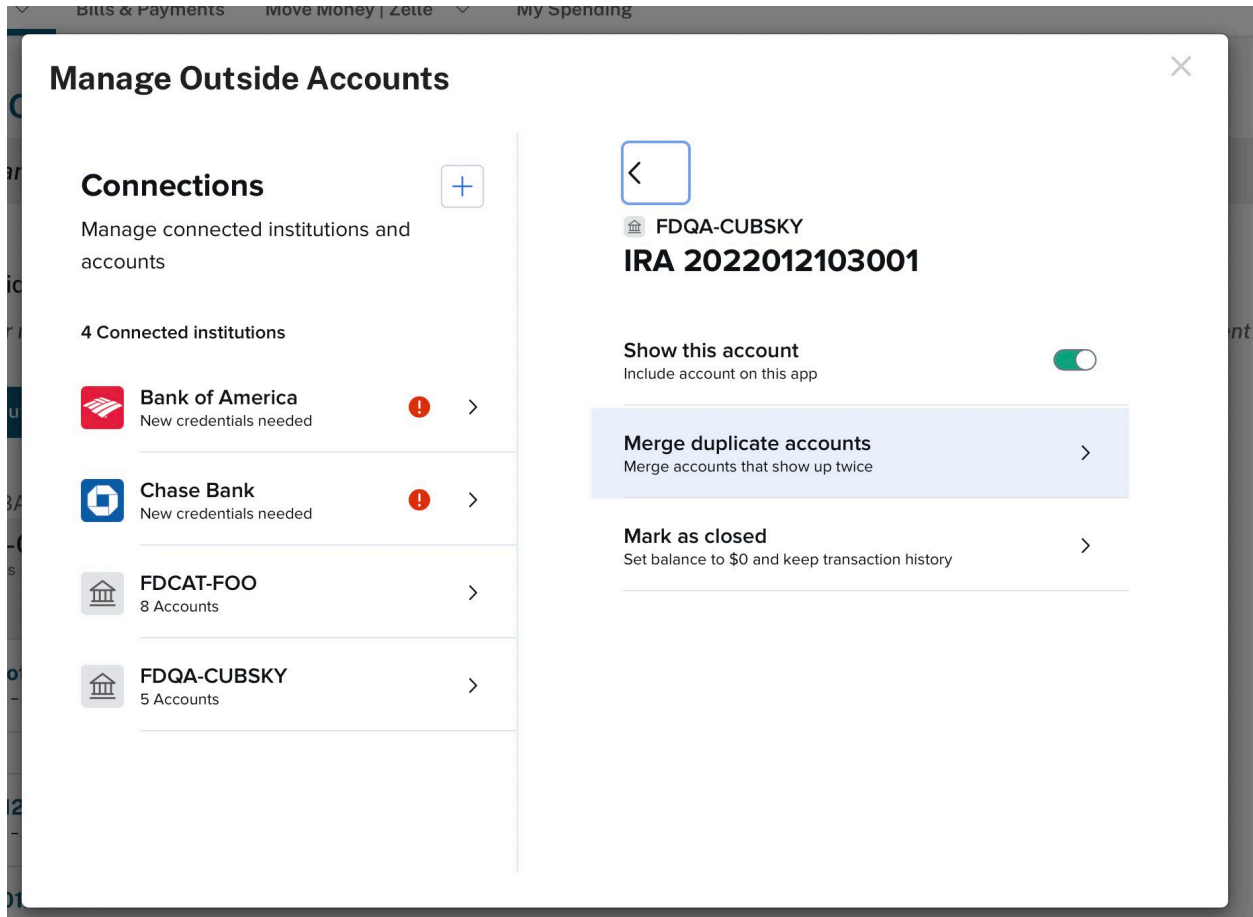 Bills & Payments Move Money | Zelle My Spending
Manage Outside Accounts
Connections
Manage connected institutions and
accounts
4 Connected institutions
Bank of America
New credentials needed
Chase Bank
New credentials needed
FDCAT-FOO
8 Accounts
FDQA-CUBSKY
5 Accounts
FDQA-CUBSKY
IRA 2022012103001
Show this account
Include account on this app
Merge duplicate accounts
Merge accounts that show up twice
Mark as closed
Set balance to $0 and keep transaction history